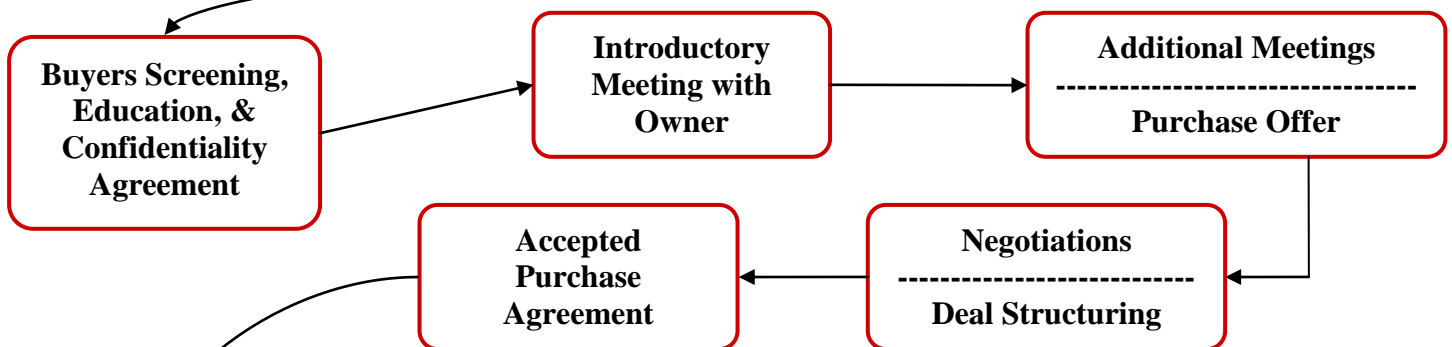 Buyers Screening,
Education, &
Confidentiality
Agreement
Introductory
Meeting with
Owner
Additional Meetings
Purchase Offer
Negotiations
Deal Structuring
Accepted
Purchase
Agreement